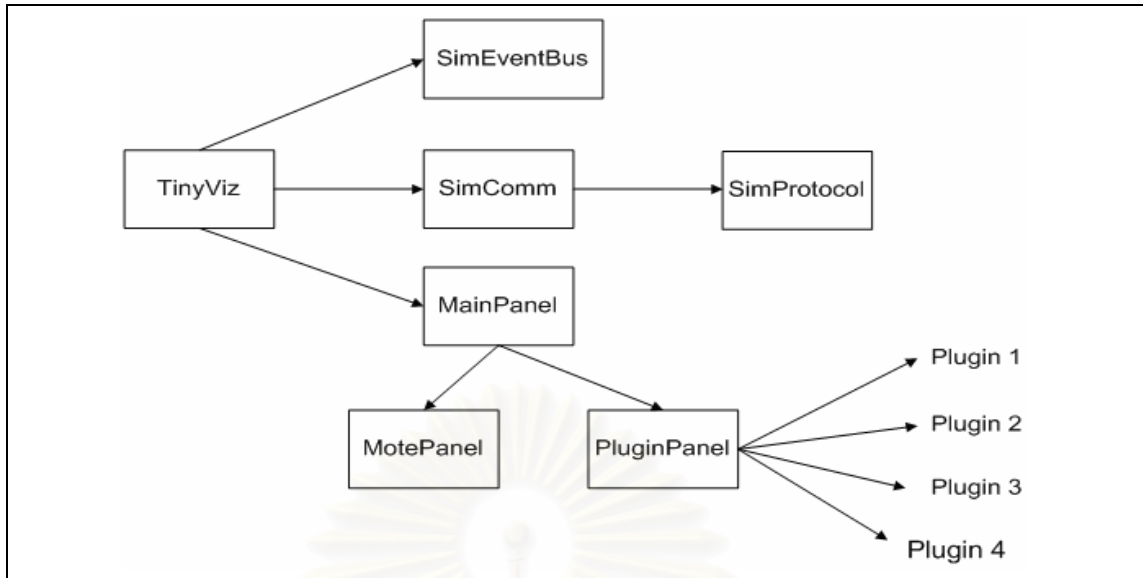 SimEventBus
TinyViz
SimComm
SimProtocol
MainPanel
MotePanel
PluginPanel
Plugin 1
Plugin 2
Plugin 3
Plugin 4